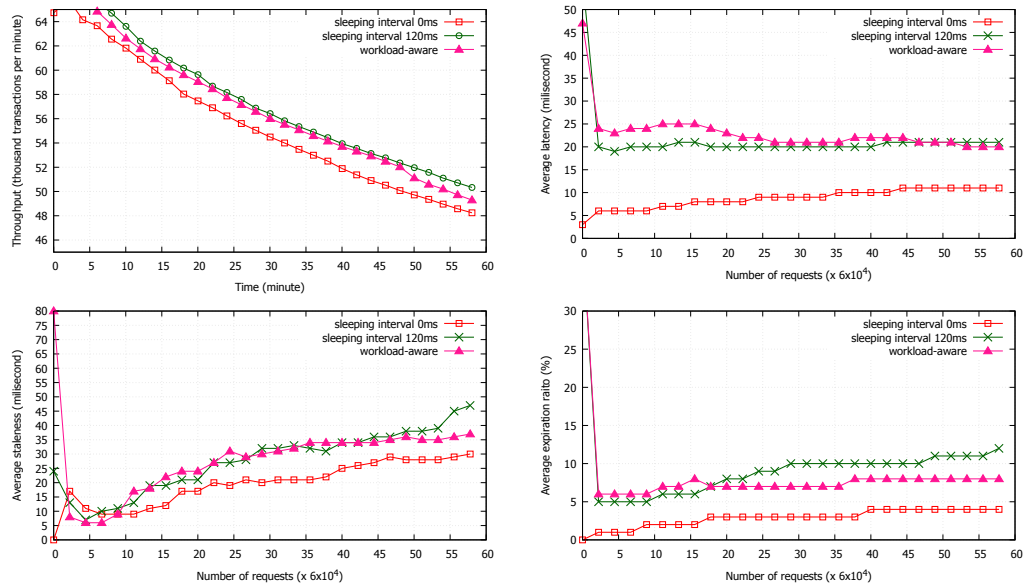 Throughput (thousand transactions per minute)
64
62
60
58
56
54
52
50
48
46
0 5 10 15 20 25 30 35 40 45 50 55 60
Time (minute)
sleeping interval 0ms
sleeping interval 120ms
workload-aware
Average latency (milisecond)
50
45
40
35
30
25
20
15
10
5
0
0 5 10 15 20 25 30 35 40 45 50 55 60
Number of requests (x 6x10⁴)
sleeping interval 0ms
sleeping interval 120ms
workload-aware
Average staleness (milisecond)
80
75
70
65
60
55
50
45
40
35
30
25
20
15
10
5
0
0 5 10 15 20 25 30 35 40 45 50 55 60
Number of requests (x 6x10⁴)
sleeping interval 0ms
sleeping interval 120ms
workload-aware
Average expiration raito (%)
30
25
20
15
10
5
0
0 5 10 15 20 25 30 35 40 45 50 55 60
Number of requests (x 6x10⁴)
sleeping interval 0ms
sleeping interval 120ms
workload-aware